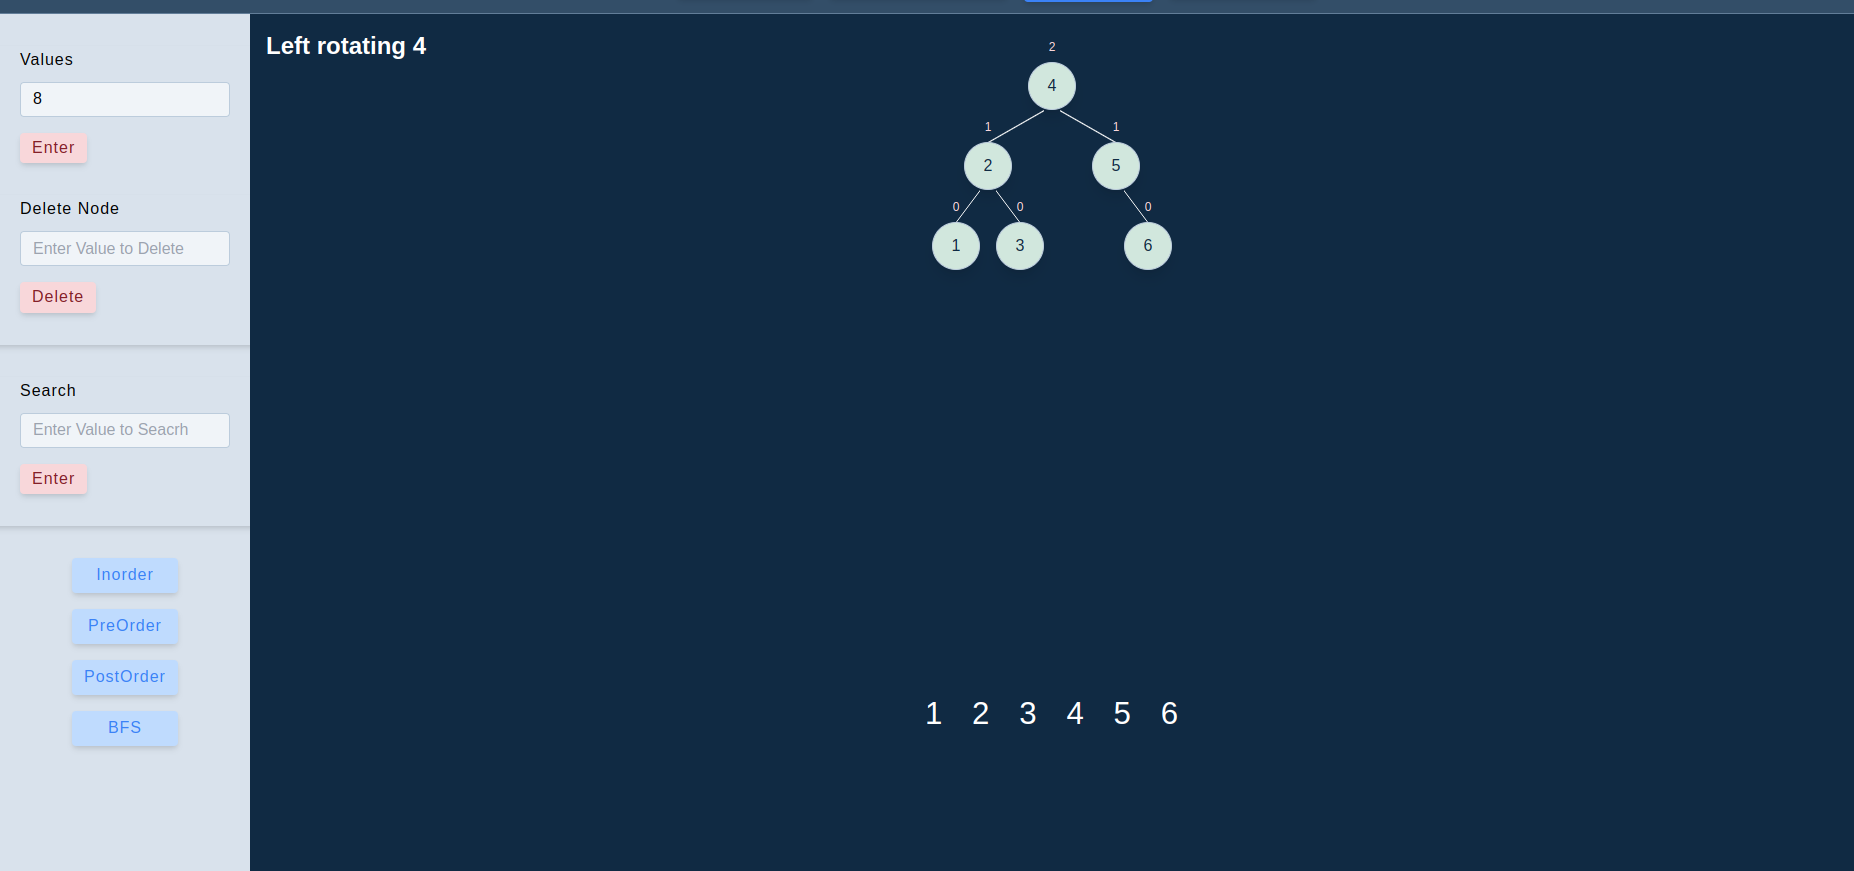 Values
8
Enter
Delete Node
Enter Value to Delete
Delete
Search
Enter Value to Seacrh
Enter
Inorder
PreOrder
PostOrder
BFS
Left rotating 4
2
4
1 1
2 5
0 0 0
1 3 6
1 2 3 4 5 6